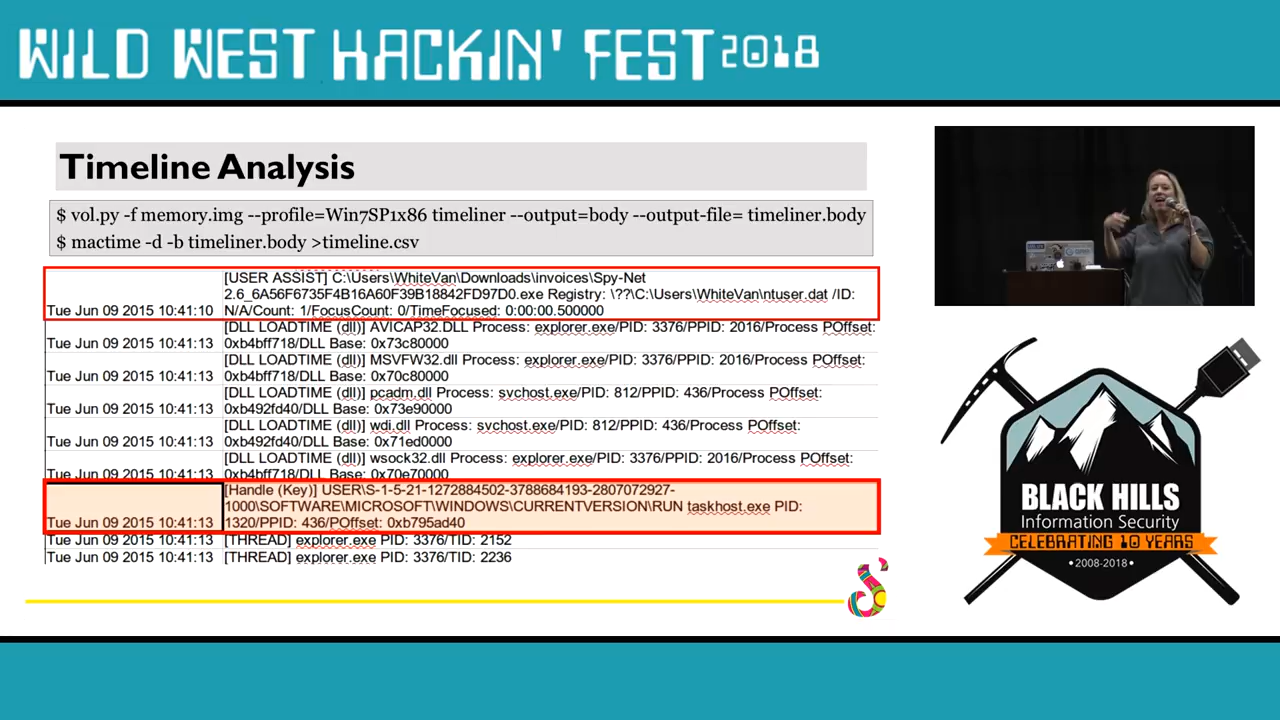 WILD WEST HACKIN' FEST 2018
Timeline Analysis
$ vol.py -f memory.img --profile=Win7SP1x86 timeliner --output=body --output-file= timeliner.body
$ mactime -d -b timeliner.body >timeline.csv
[USER ASSIST] C:\Users\WhiteVan\Downloads\invoices\Spy-Net
2.6_6A56F6735F4B16A60F39B18842FD97D0.exe Registry: \??\C:\Users\WhiteVan\ntuser.dat /ID:
Tue Jun 09 2015 10:41:10 N/A/Count: 1/FocusCount: 0/TimeFocused: 0:00:00.500000
[DLL LOADTIME (dll)] AVICAP32.DLL Process: explorer.exe/PID: 3376/PPID: 2016/Process POffset:
Tue Jun 09 2015 10:41:13 0xb4bff718/DLL Base: 0x73c80000
[DLL LOADTIME (dll)] MSVFW32.dll Process: explorer.exe/PID: 3376/PPID: 2016/Process POffset:
Tue Jun 09 2015 10:41:13 0xb4bff718/DLL Base: 0x70c80000
[DLL LOADTIME (dll)] pcadm.dll Process: svchost.exe/PID: 812/PPID: 436/Process POffset:
Tue Jun 09 2015 10:41:13 0xb492fd40/DLL Base: 0x73e90000
[DLL LOADTIME (dll)] wdi.dll Process: svchost.exe/PID: 812/PPID: 436/Process POffset:
Tue Jun 09 2015 10:41:13 0xb492fd40/DLL Base: 0x71ed0000
[DLL LOADTIME (dll)] wsock32.dll Process: explorer.exe/PID: 3376/PPID: 2016/Process POffset:
Tue Jun 09 2015 10:41:13 0xb4bff718/DLL Base: 0x70e70000
[Handle (Key)] USER\S-1-5-21-1272884502-3788684193-2807072927-
1000\SOFTWARE\MICROSOFT\WINDOWS\CURRENTVERSION\RUN taskhost.exe PID:
Tue Jun 09 2015 10:41:13 1320/PPID: 436/POffset: 0xb795ad40
Tue Jun 09 2015 10:41:13 [THREAD] explorer.exe PID: 3376/TID: 2152
Tue Jun 09 2015 10:41:13 [THREAD] explorer.exe PID: 3376/TID: 2236
BLACK HILLS
Information Security
CELEBRATING 10 YEARS
•2008-2018•